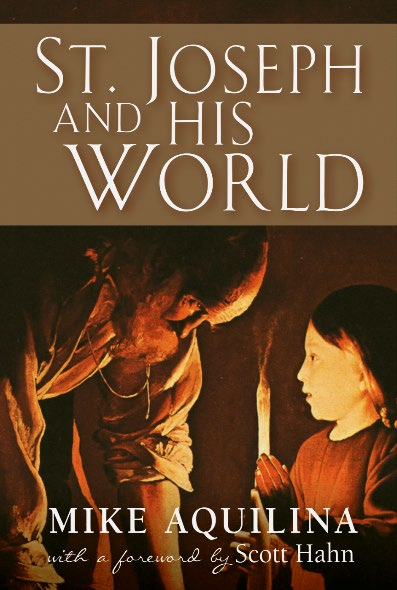 ST. JOSEPH
AND HIS
WORLD
MIKE AQUILINA
with a foreword by Scott Hahn